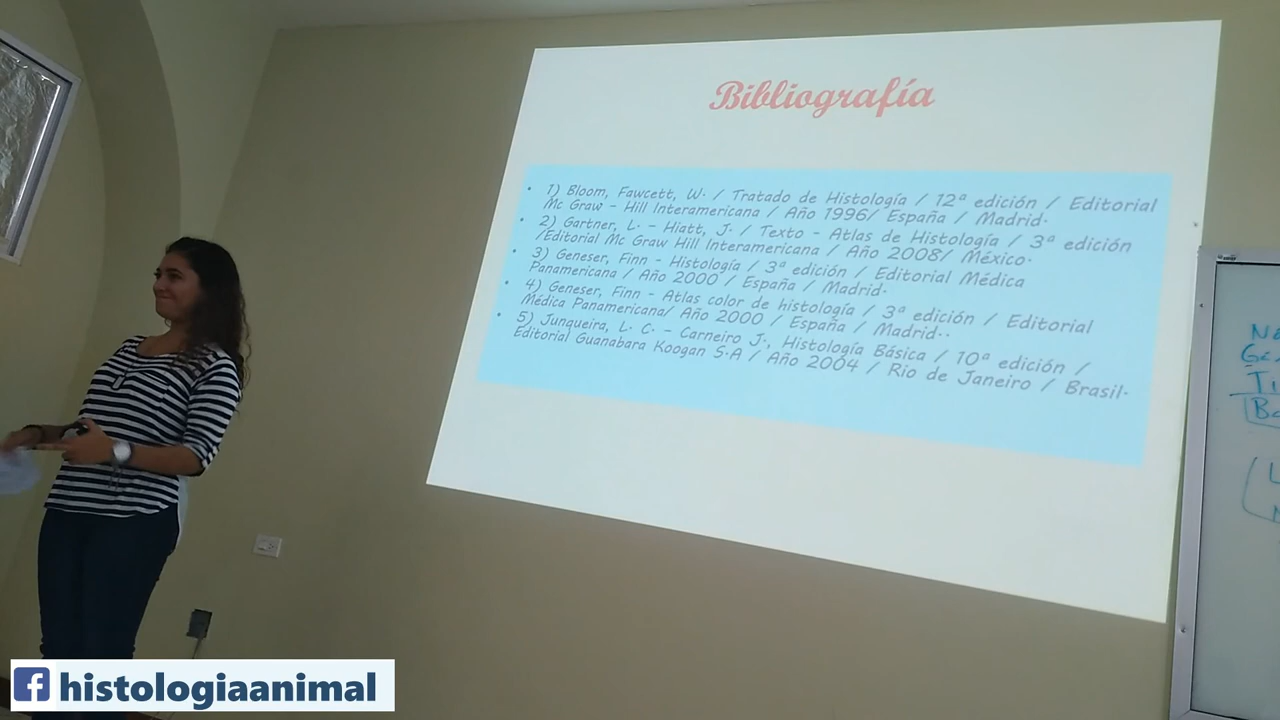 Bibliografía
• 1) Bloom, Fawcett, W. / Tratado de Histología / 12ª edición / Editorial
Mc Graw - Hill Interamericana / Año 1996/ España / Madrid.
• 2) Gartner, L. - Hiatt, J. / Texto - Atlas de Histología / 3ª edición
/Editorial Mc Graw Hill Interamericana / Año 2008/ México.
• 3) Geneser, Finn - Histología / 3ª edición / Editorial Médica
Panamericana / Año 2000 / España / Madrid.
• 4) Geneser, Finn - Atlas color de histología / 3ª edición / Editorial
Médica Panamericana/ Año 2000 / España / Madrid..
• 5) Junqueira, L. C. - Carneiro J., Histología Básica / 10ª edición /
Editorial Guanabara Koogan S.A / Año 2004 / Rio de Janeiro / Brasil.
histologiaanimal